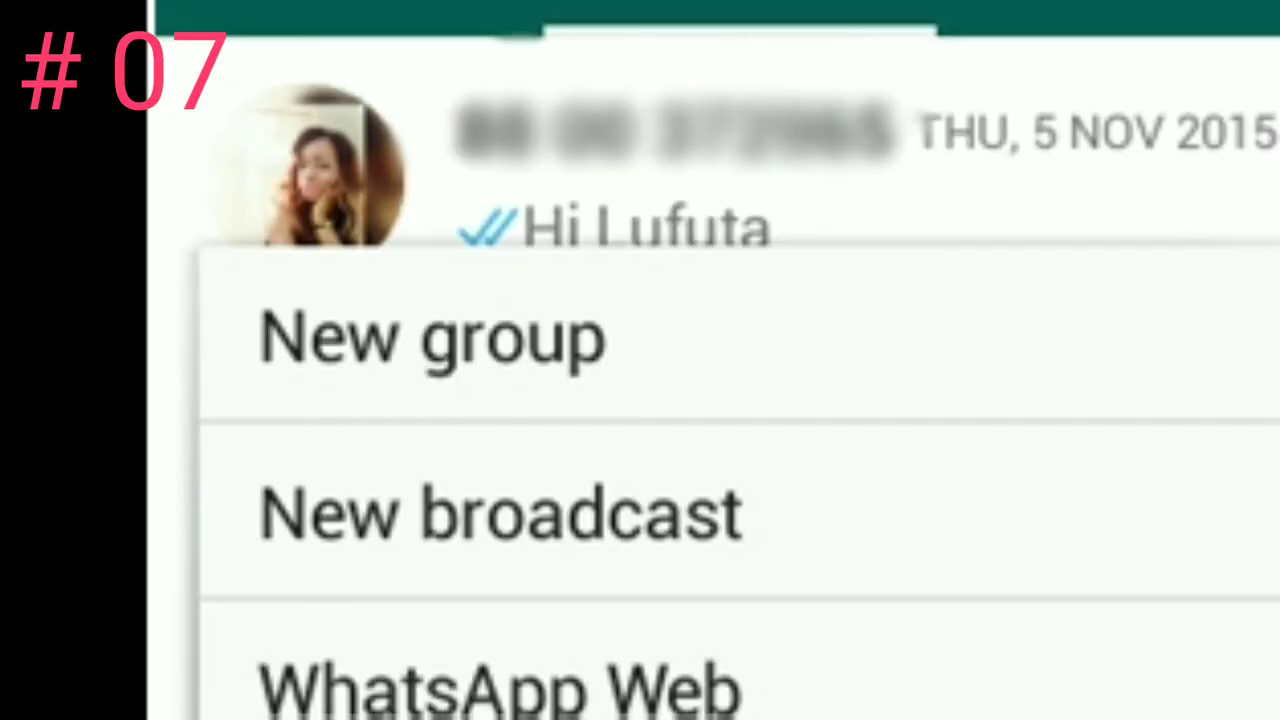 # 07
THU, 5 NOV 2015
Hi Lufuta
New group
New broadcast
WhatsApp Web